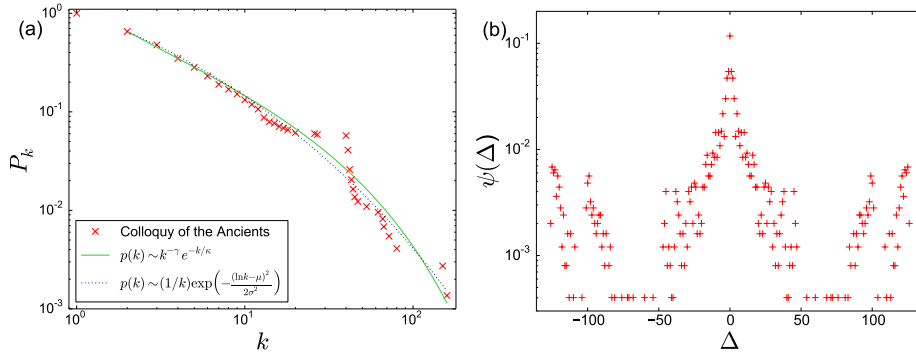 (a)
10^0
10^-1
10^-2
10^-3
P_k
× Colloquy of the Ancients
p(k) ~ k^-γ e^-k/κ
p(k) ~ (1/k)exp(-(lnk-μ)^2/2σ^2)
10^0 10^1 10^2
k
(b)
10^-1
10^-2
10^-3
ψ(Δ)
-100 -50 0 50 100
Δ